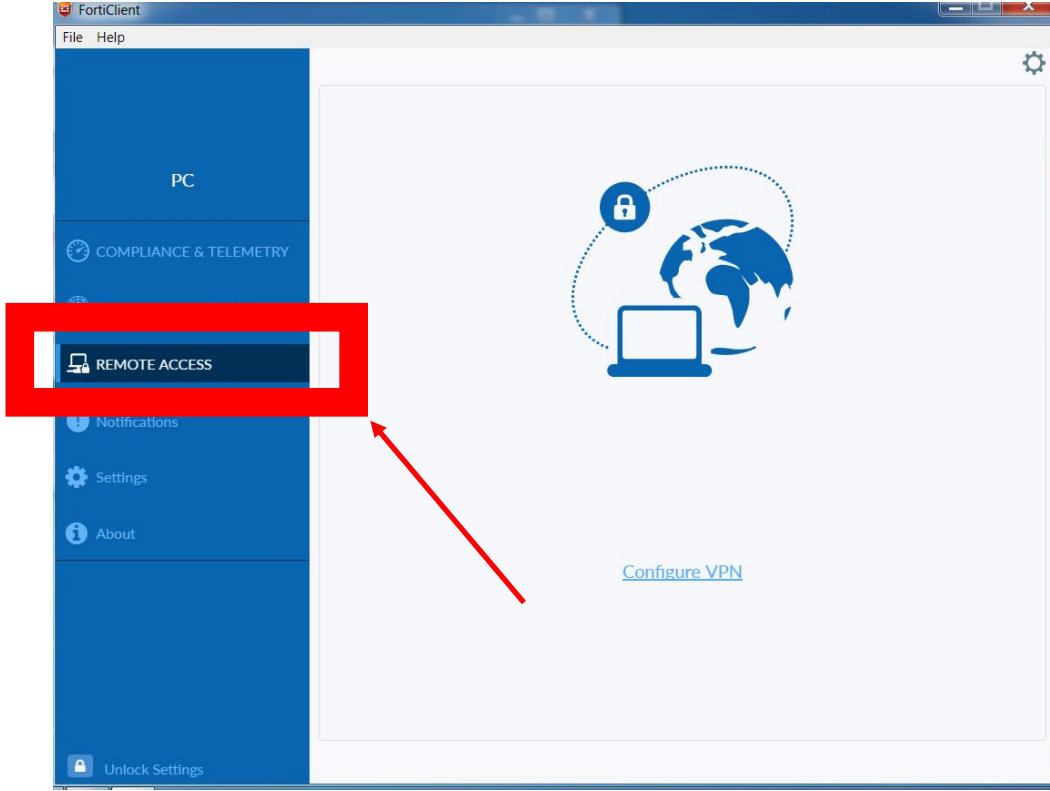 FortiClient
File Help
PC
COMPLIANCE & TELEMETRY
REMOTE ACCESS
Notifications
Settings
About
Configure VPN
Unlock Settings